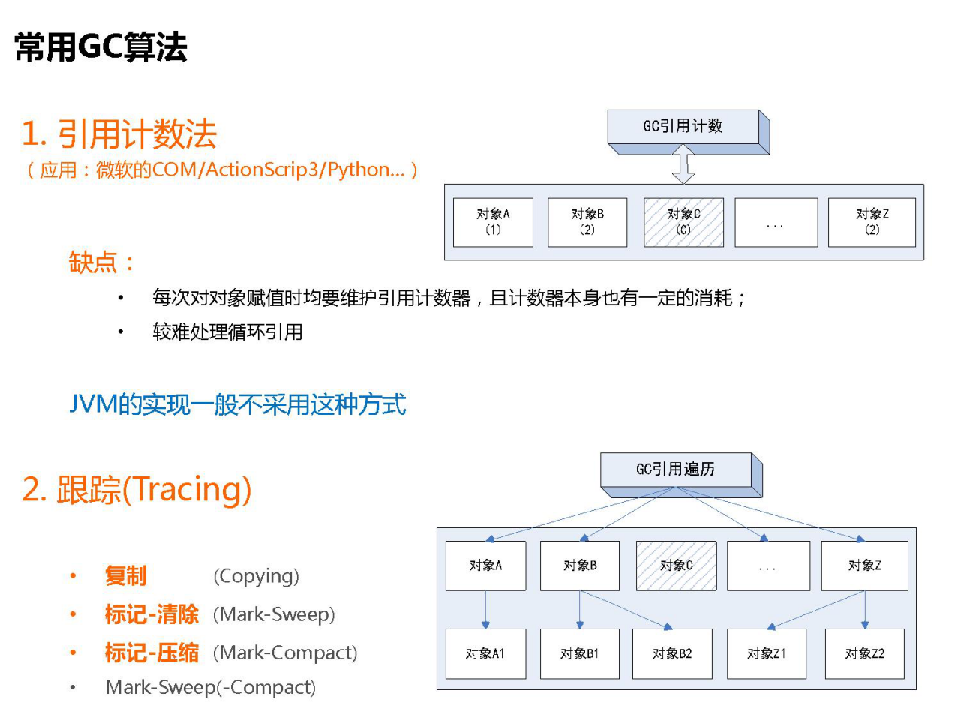 常用GC算法
1. 引用计数法
（应用：微软的COM/ActionScrip3/Python...）
GC引用计数
对象A
(1)
对象B
(2)
对象C
(0)
...
对象Z
(2)
缺点：
• 每次对对象赋值时均要维护引用计数器，且计数器本身也有一定的消耗；
• 较难处理循环引用
JVM的实现一般不采用这种方式
2. 跟踪(Tracing)
GC引用遍历
对象A 对象B 对象C ... 对象Z
对象A1 对象B1 对象B2 对象Z1 对象Z2
• 复制 (Copying)
• 标记-清除 (Mark-Sweep)
• 标记-压缩 (Mark-Compact)
• Mark-Sweep(-Compact)